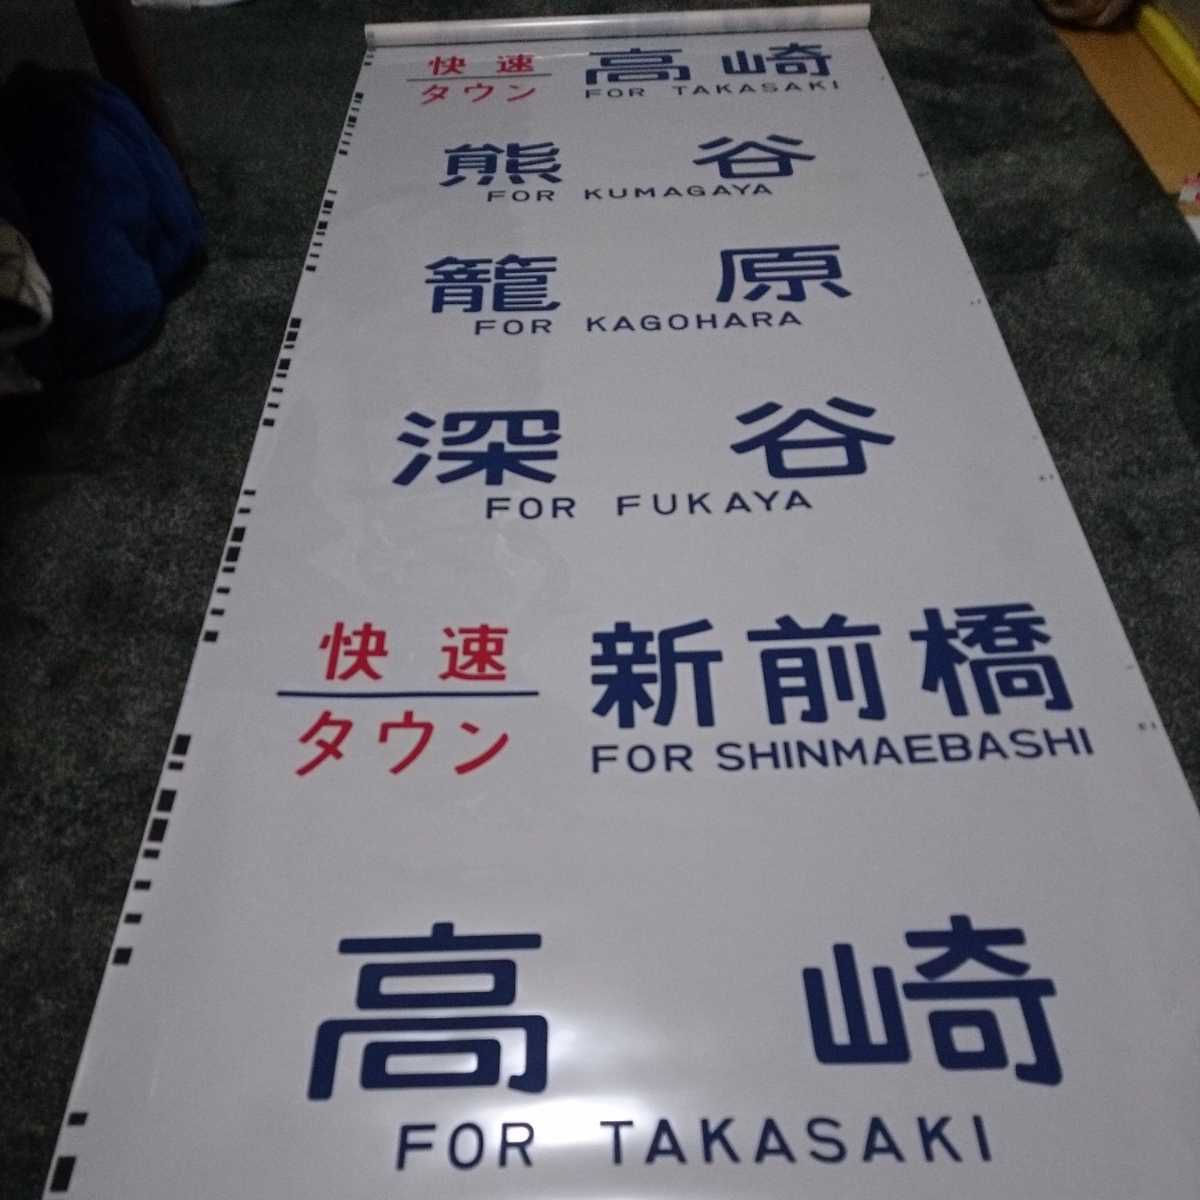 快速 高崎
タウン FOR TAKASAKI
熊谷
FOR KUMAGAYA
籠原
FOR KAGOHARA
深谷
FOR FUKAYA
快速 新前橋
タウン FOR SHINMAEBASHI
高崎
FOR TAKASAKI